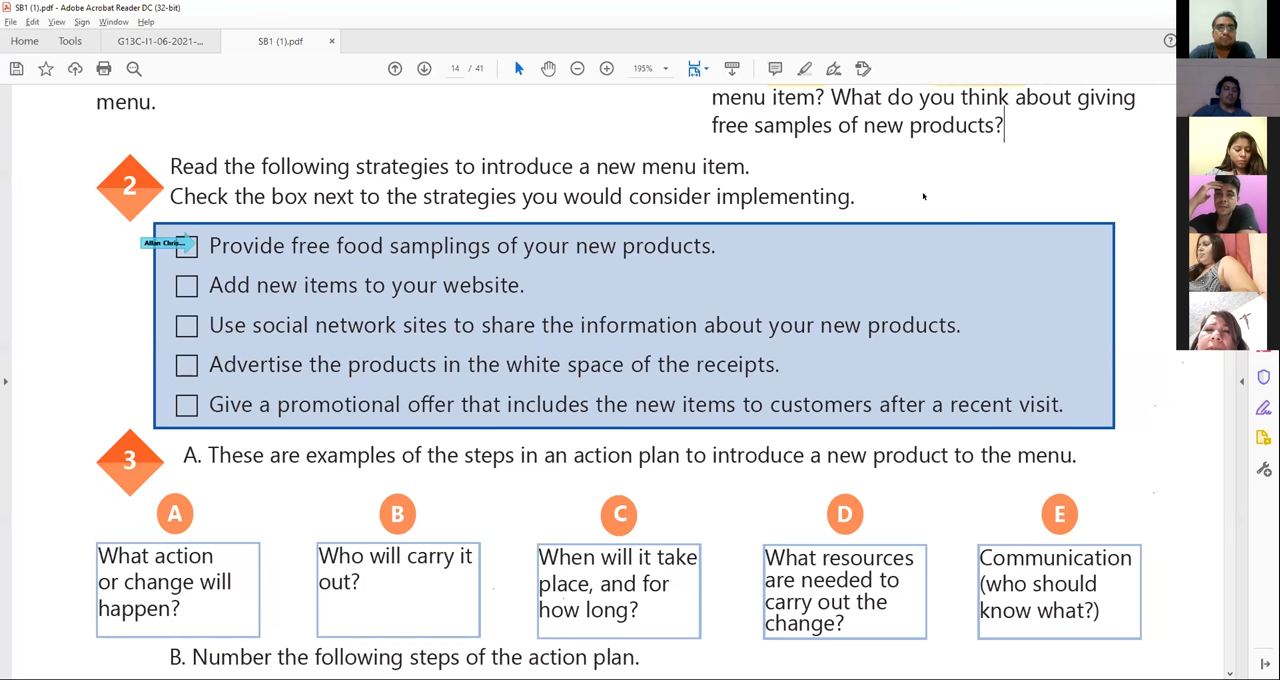 SB1 (1).pdf - Adobe Acrobat Reader DC (32-bit)
File Edit View Sign Window Help
Home Tools G13C-I1-06-2021-... SB1 (1).pdf ×
14 / 41 195%
menu.
menu item? What do you think about giving
free samples of new products?
2
Read the following strategies to introduce a new menu item.
Check the box next to the strategies you would consider implementing.
Allan Chris...
Provide free food samplings of your new products.
Add new items to your website.
Use social network sites to share the information about your new products.
Advertise the products in the white space of the receipts.
Give a promotional offer that includes the new items to customers after a recent visit.
3
A. These are examples of the steps in an action plan to introduce a new product to the menu.
A B C D E
What action
or change will
happen?
Who will carry it
out?
When will it take
place, and for
how long?
What resources
are needed to
carry out the
change?
Communication
(who should
know what?)
B. Number the following steps of the action plan.